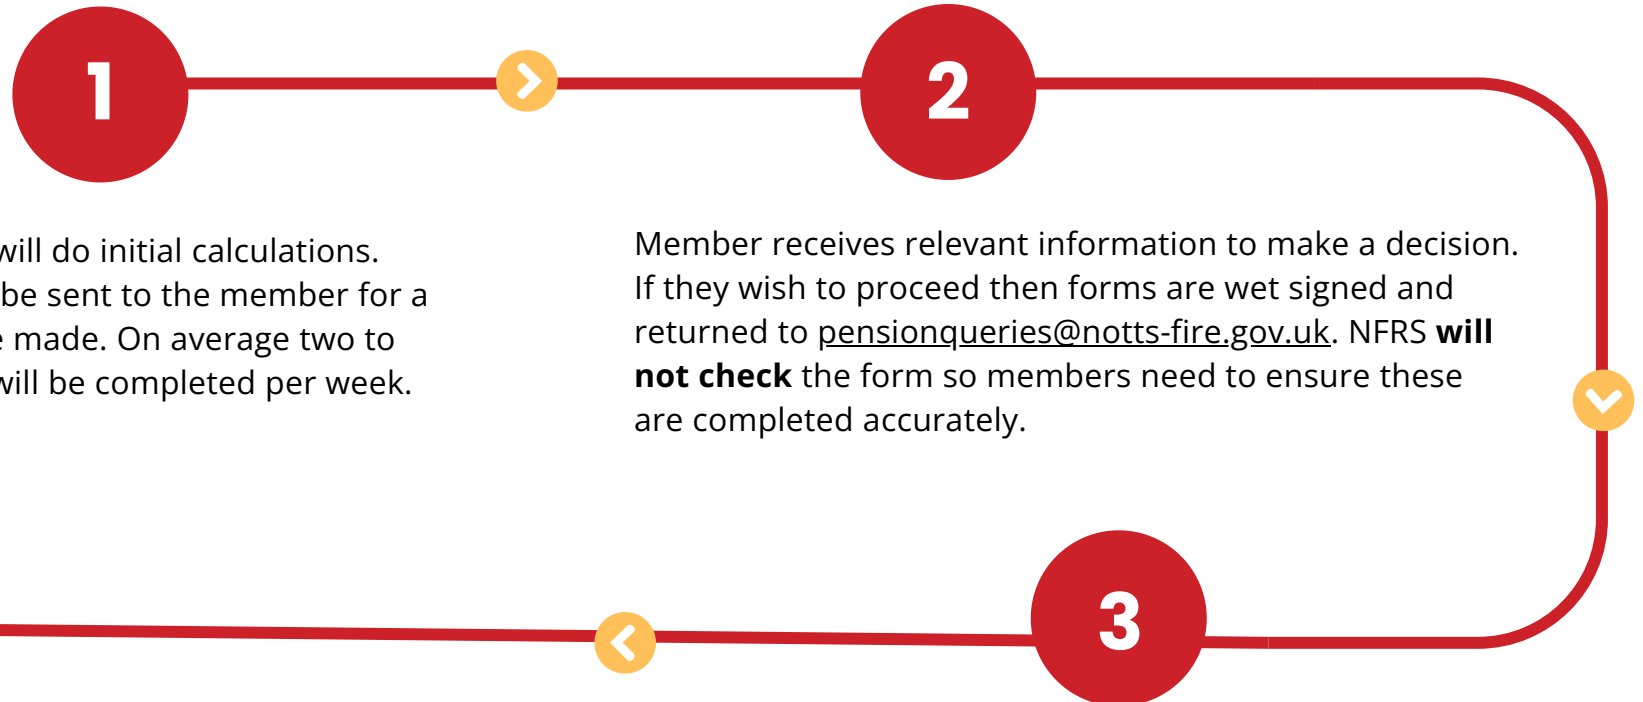 1
2
will do initial calculations.
be sent to the member for a
made. On average two to
will be completed per week.
Member receives relevant information to make a decision.
If they wish to proceed then forms are wet signed and
returned to pensionqueries@notts-fire.gov.uk. NFRS will
not check the form so members need to ensure these
are completed accurately.
3